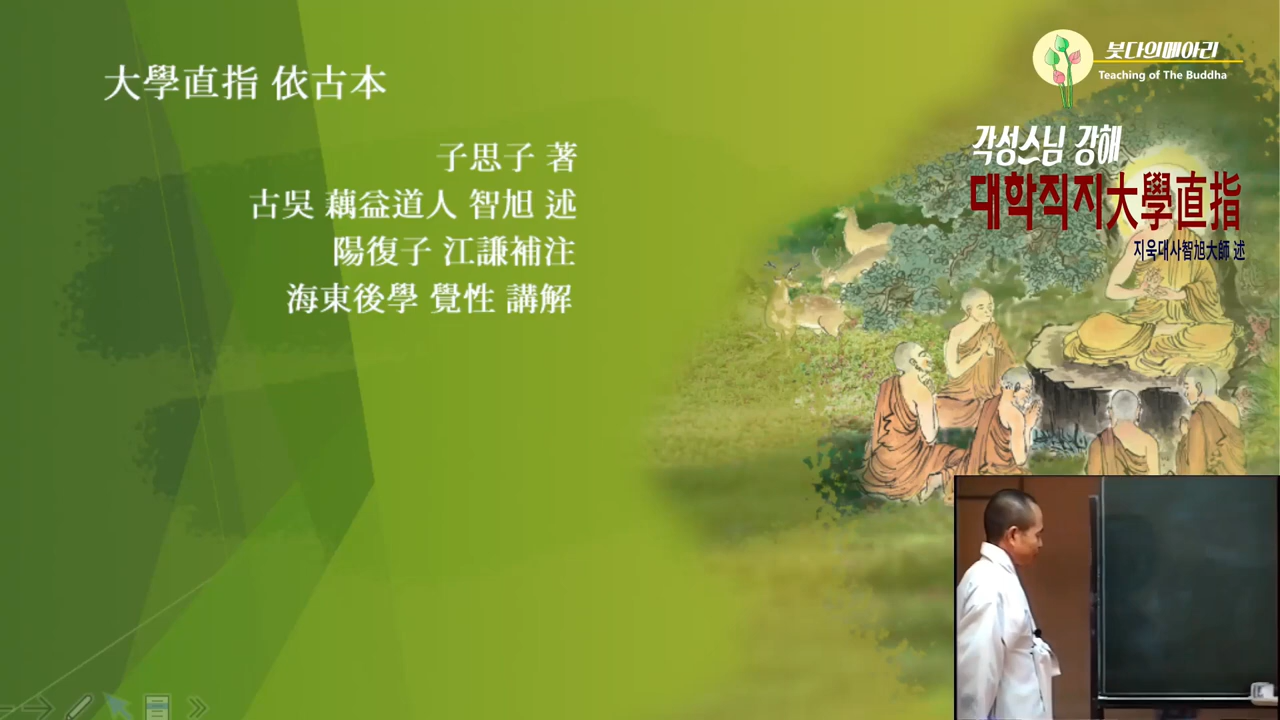 大學直指 依古本
子思子 著
古吳 藕益道人 智旭 述
陽復子 江謙補注
海東後學 覺性 講解
붓다의메아리
Teaching of The Buddha
각성스님 강해
대학직지大學直指
지욱대사智旭大師 述